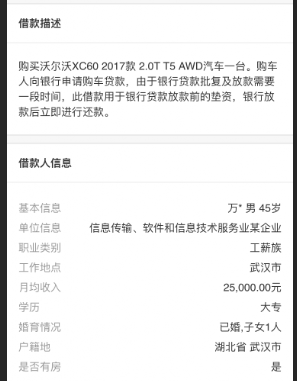 借款描述
购买沃尔沃XC60 2017款 2.0T T5 AWD汽车一台。购车
人向银行申请购车贷款，由于银行贷款批复及放款需要
一段时间，此借款用于银行贷款放款前的垫资，银行放
款后立即进行还款。
借款人信息
基本信息 万* 男 45岁
单位信息 信息传输、软件和信息技术服务业某企业
职业类别 工薪族
工作地点 武汉市
月均收入 25,000.00元
学历 大专
婚育情况 已婚,子女1人
户籍地 湖北省 武汉市
是否有房 是